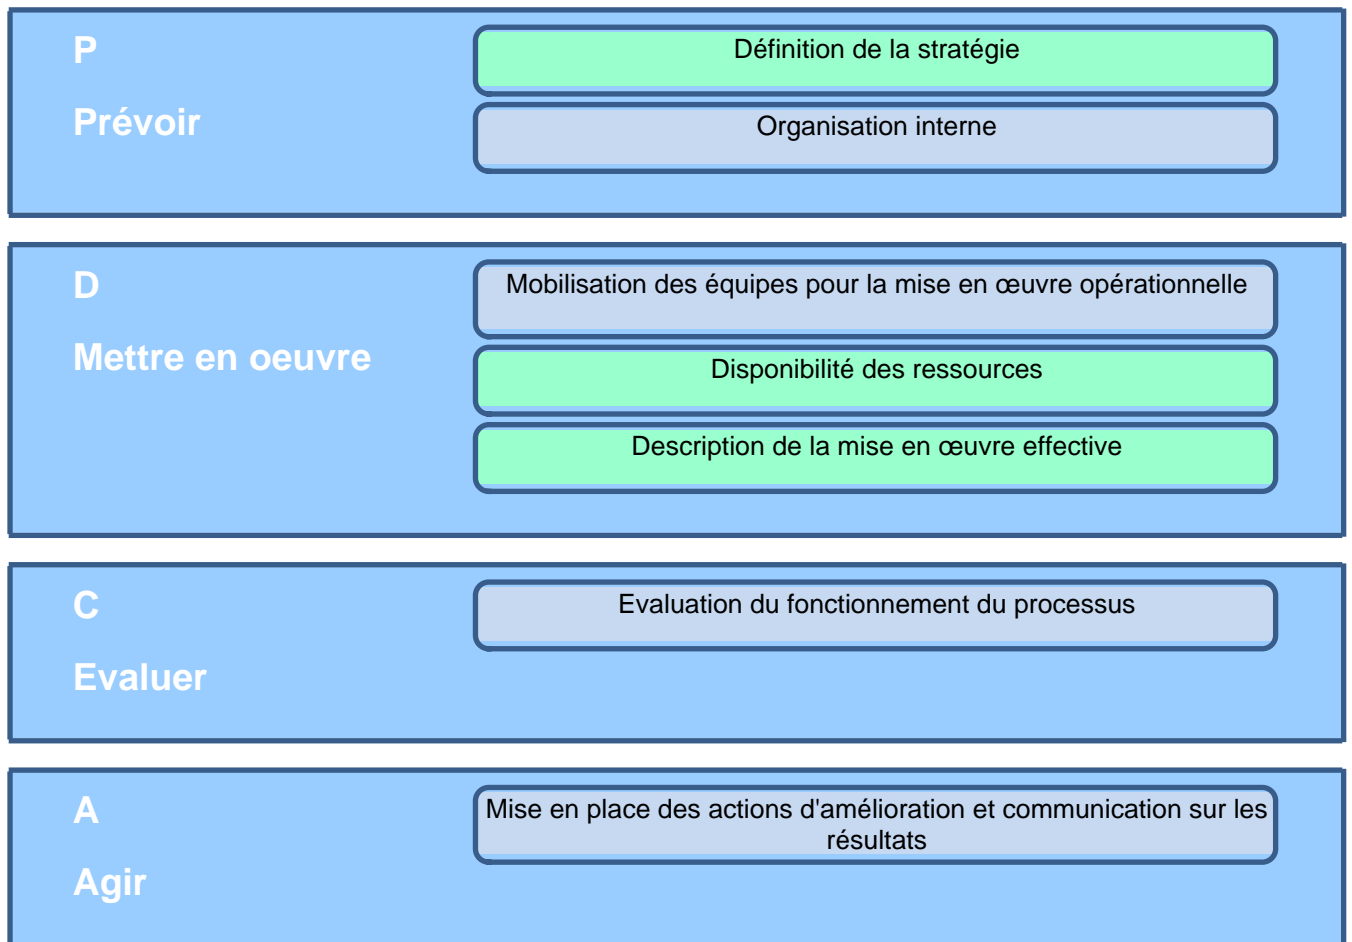 P
Prévoir
Définition de la stratégie
Organisation interne
D
Mettre en oeuvre
Mobilisation des équipes pour la mise en œuvre opérationnelle
Disponibilité des ressources
Description de la mise en œuvre effective
C
Evaluer
Evaluation du fonctionnement du processus
A
Agir
Mise en place des actions d'amélioration et communication sur les
résultats